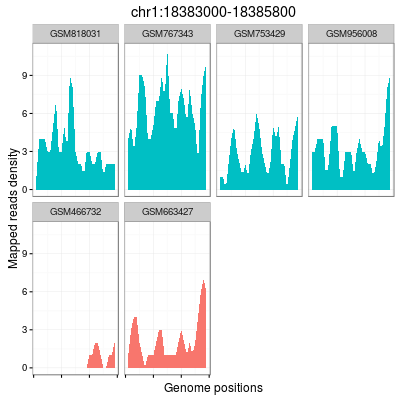 chr1:18383000-18385800
GSM818031 GSM767343 GSM753429 GSM956008
9
6
3
0
GSM466732 GSM663427
9
6
3
0
Mapped reads density
Genome positions